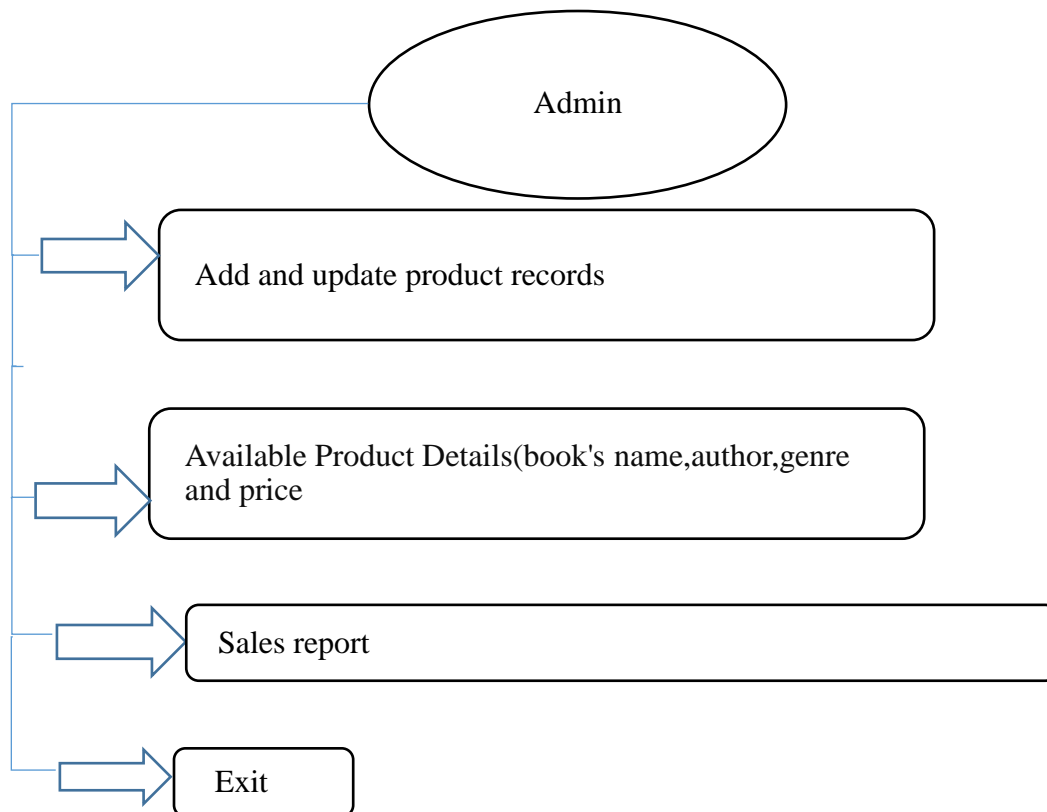 Admin
Add and update product records
Available Product Details(book's name,author,genre
and price
Sales report
Exit